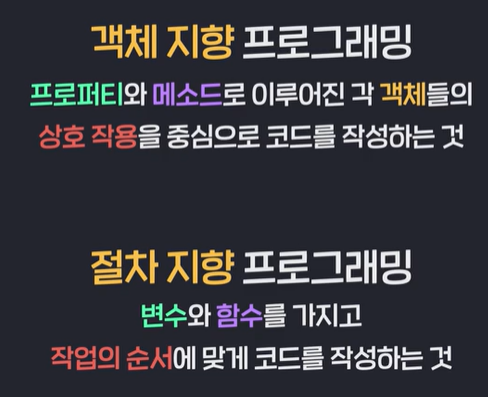 객체 지향 프로그래밍
프로퍼티와 메소드로 이루어진 각 객체들의
상호 작용을 중심으로 코드를 작성하는 것
절차 지향 프로그래밍
변수와 함수를 가지고
작업의 순서에 맞게 코드를 작성하는 것